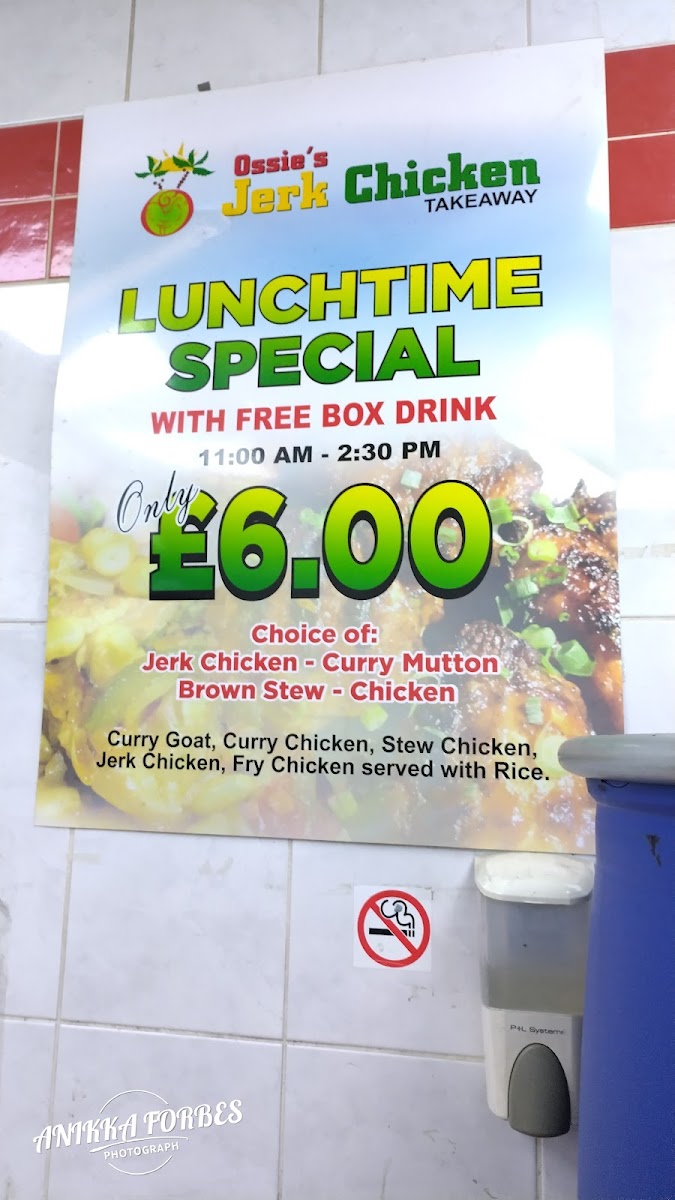 Ossie's
Jerk Chicken
TAKEAWAY
LUNCHTIME
SPECIAL
WITH FREE BOX DRINK
11:00 AM - 2:30 PM
Only
£6.00
Choice of:
Jerk Chicken - Curry Mutton
Brown Stew - Chicken
Curry Goat, Curry Chicken, Stew Chicken,
Jerk Chicken, Fry Chicken served with Rice.
P+L Systems
ANIKKA FORBES
PHOTOGRAPH